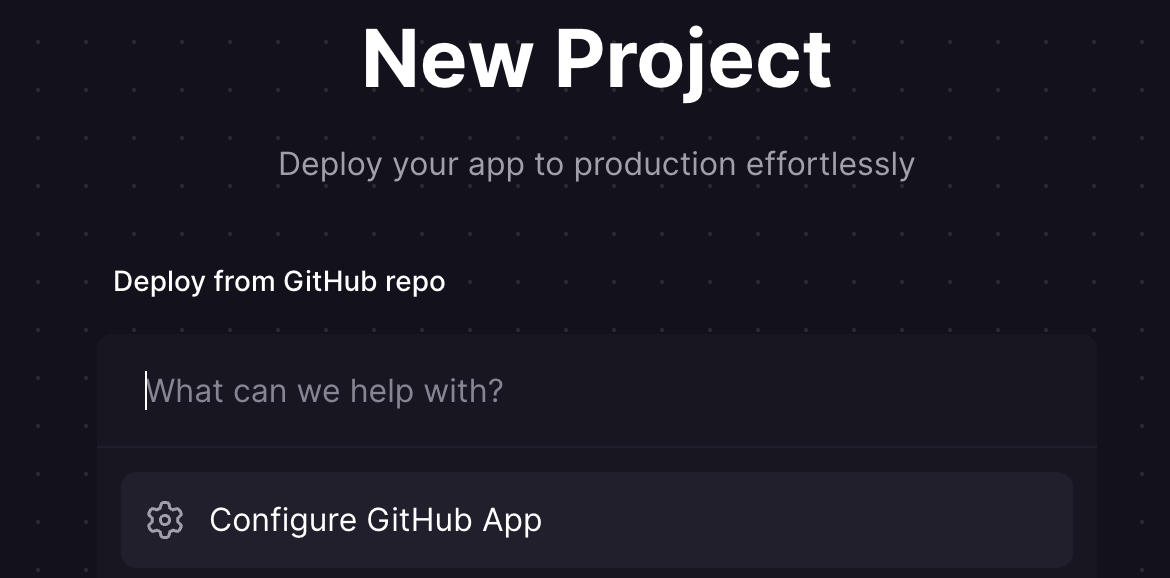 New Project
Deploy your app to production effortlessly
Deploy from GitHub repo
What can we help with?
Configure GitHub App